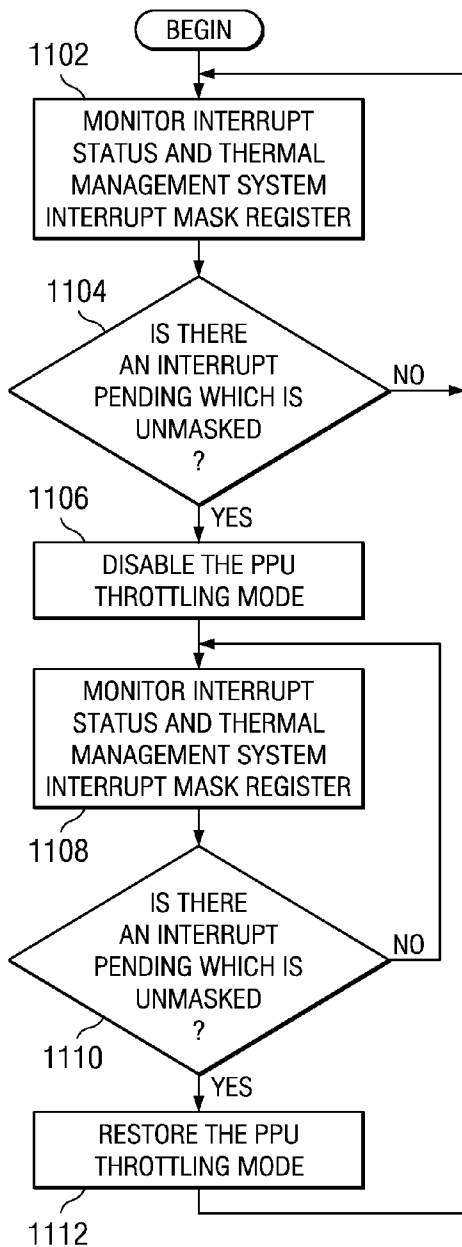 BEGIN
1102
MONITOR INTERRUPT
STATUS AND THERMAL
MANAGEMENT SYSTEM
INTERRUPT MASK REGISTER
1104
IS THERE
AN INTERRUPT
PENDING WHICH IS
UNMASKED
?
NO
YES
1106
DISABLE THE PPU
THROTTLING MODE
MONITOR INTERRUPT
STATUS AND THERMAL
MANAGEMENT SYSTEM
INTERRUPT MASK REGISTER
1108
IS THERE
AN INTERRUPT
PENDING WHICH IS
UNMASKED
?
NO
1110
YES
RESTORE THE PPU
THROTTLING MODE
1112